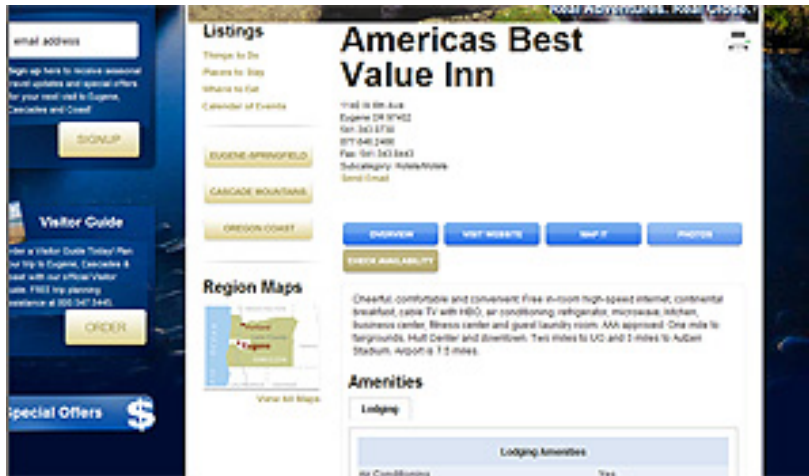 Real Adventures. Real Close.
email address
Sign up here to receive seasonal
travel updates and special offers
for your next visit to Eugene,
Cascades and Coast!
SIGNUP
Visitor Guide
Order a Visitor Guide Today! Plan
our trip to Eugene, Cascades &
coast with our official Visitor
Guide. FREE trip planning
assistance at
ORDER
Special Offers $
Listings
Things to Do
Places to Stay
Where to Eat
Calendar of Events
EUGENE-SPRINGFIELD
CASCADE MOUNTAINS
OREGON COAST
Region Maps
Portland
Eugene
View All Maps
Americas Best
Value Inn
Eugene OR 97402
Subcategory: Hotels/Motels
Send Email
OVERVIEW
VISIT WEBSITE
MAP IT
PHOTOS
CHECK AVAILABILITY
Cheerful, comfortable and convenient. Free in-room high-speed internet, continental
breakfast, cable TV with HBO, air conditioning, refrigerator, microwave, kitchen,
business center, fitness center and guest laundry room. AAA approved. One mile to
fairgrounds, Hult Center and downtown. Two miles to UO and 3 miles to Autzen
Stadium. Airport is 7.5 miles.
Amenities
Lodging
Lodging Amenities
Air Conditioning Yes